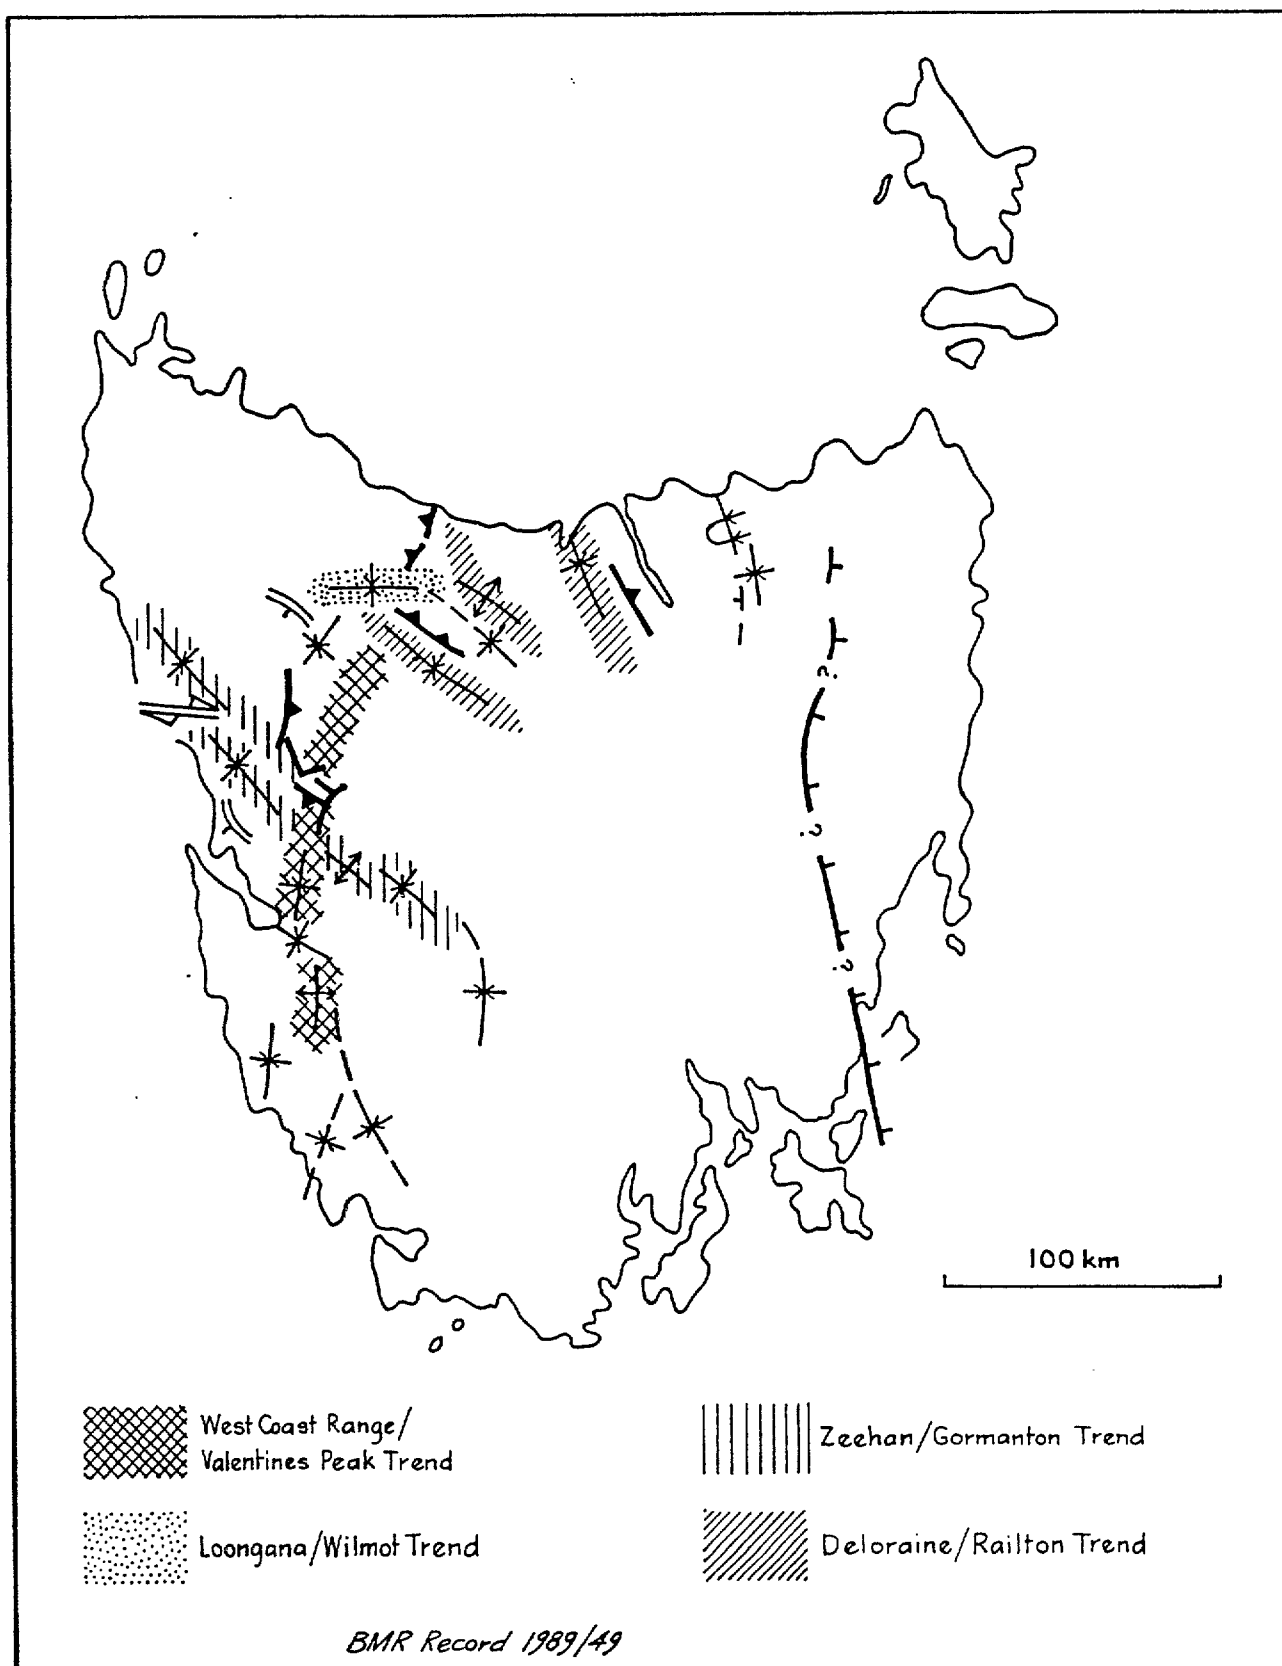 ?
?
?
100 km
West Coast Range/
Valentines Peak Trend
Zeehan/Gormanton Trend
Loongana/Wilmot Trend
Deloraine/Railton Trend
BMR Record 1989/49